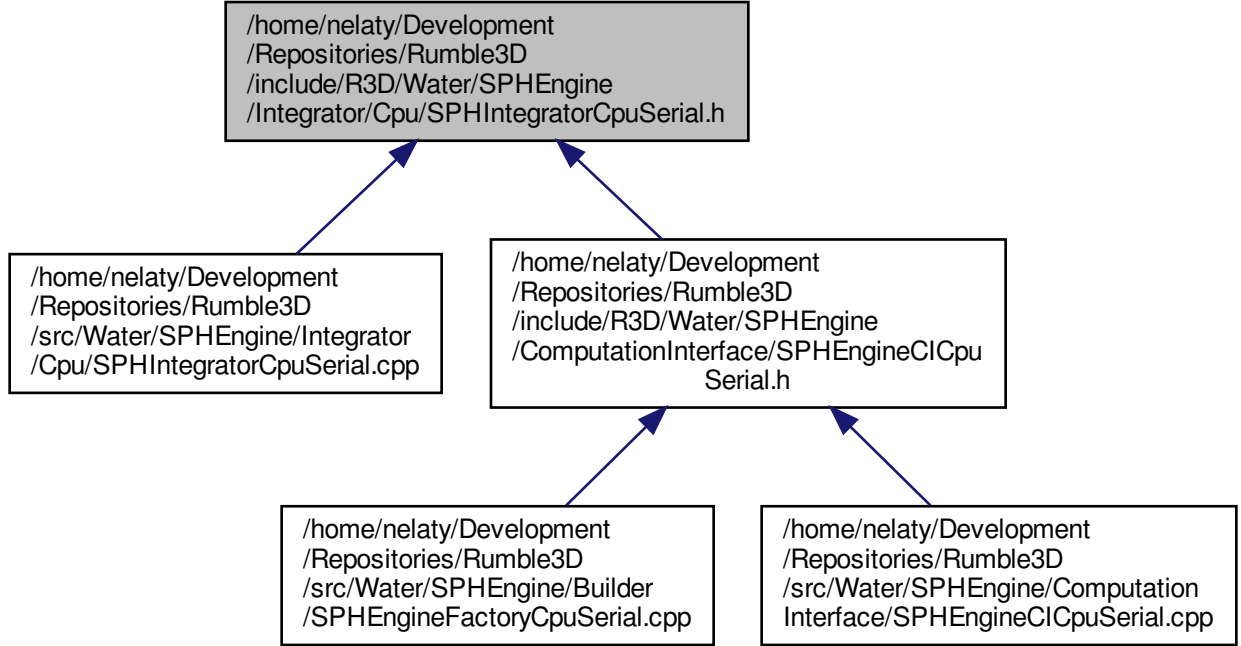 /home/nelaty/Development
/Repositories/Rumble3D
/include/R3D/Water/SPHEngine
/Integrator/Cpu/SPHIntegratorCpuSerial.h
/home/nelaty/Development
/Repositories/Rumble3D
/src/Water/SPHEngine/Integrator
/Cpu/SPHIntegratorCpuSerial.cpp
/home/nelaty/Development
/Repositories/Rumble3D
/include/R3D/Water/SPHEngine
/ComputationInterface/SPHEngineCICpu
Serial.h
/home/nelaty/Development
/Repositories/Rumble3D
/src/Water/SPHEngine/Builder
/SPHEngineFactoryCpuSerial.cpp
/home/nelaty/Development
/Repositories/Rumble3D
/src/Water/SPHEngine/Computation
Interface/SPHEngineCICpuSerial.cpp